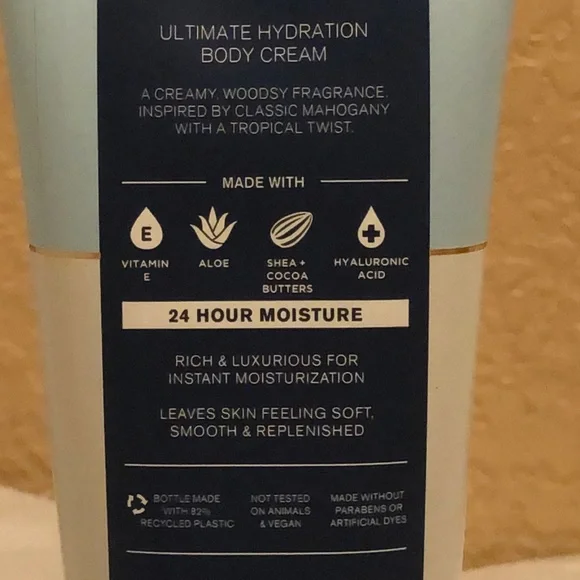 ULTIMATE HYDRATION
BODY CREAM
A CREAMY, WOODSY FRAGRANCE,
INSPIRED BY CLASSIC MAHOGANY
WITH A TROPICAL TWIST.
MADE WITH
E
VITAMIN
E
ALOE
SHEA +
COCOA
BUTTERS
HYALURONIC
ACID
24 HOUR MOISTURE
RICH & LUXURIOUS FOR
INSTANT MOISTURIZATION
LEAVES SKIN FEELING SOFT,
SMOOTH & REPLENISHED
BOTTLE MADE
WITH 82%
RECYCLED PLASTIC
NOT TESTED
ON ANIMALS
& VEGAN
MADE WITHOUT
PARABENS OR
ARTIFICIAL DYES